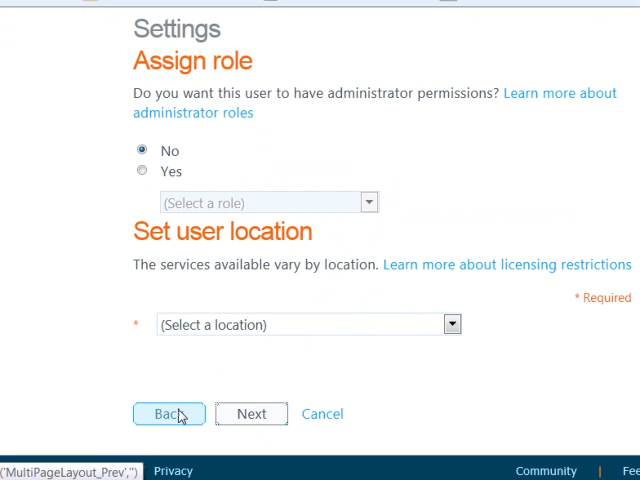 Settings
Assign role
Do you want this user to have administrator permissions? Learn more about
administrator roles
No
Yes
(Select a role)
Set user location
The services available vary by location. Learn more about licensing restrictions
* Required
* (Select a location)
Back Next Cancel
('MultiPageLayout_Prev','') Privacy Community | Fee